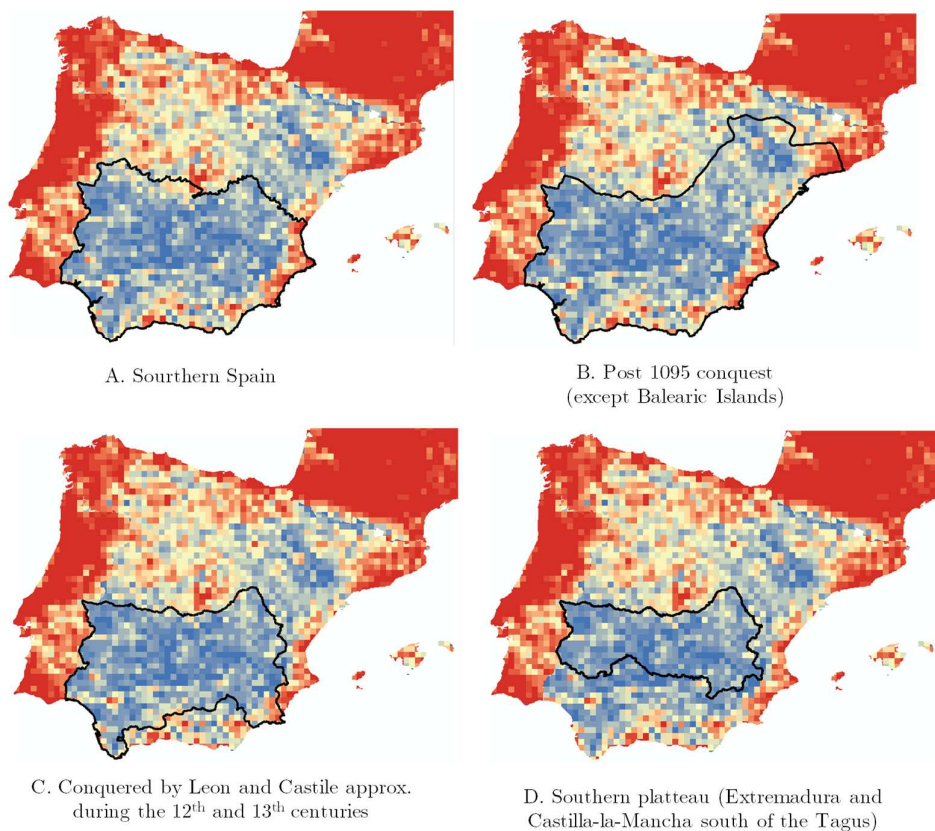 A. Sourthern Spain
B. Post 1095 conquest
(except Balearic Islands)
C. Conquered by Leon and Castile approx.
during the 12th and 13th centuries
D. Southern platteau (Extremadura and
Castilla-la-Mancha south of the Tagus)